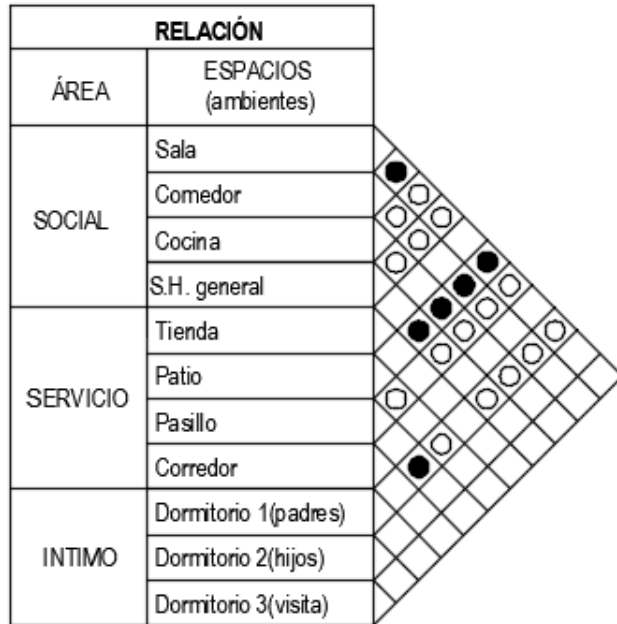 RELACIÓN
ÁREA
ESPACIOS
(ambientes)
SOCIAL
Sala
Comedor
Cocina
S.H. general
SERVICIO
Tienda
Patio
Pasillo
Corredor
INTIMO
Dormitorio 1(padres)
Dormitorio 2(hijos)
Dormitorio 3(visita)